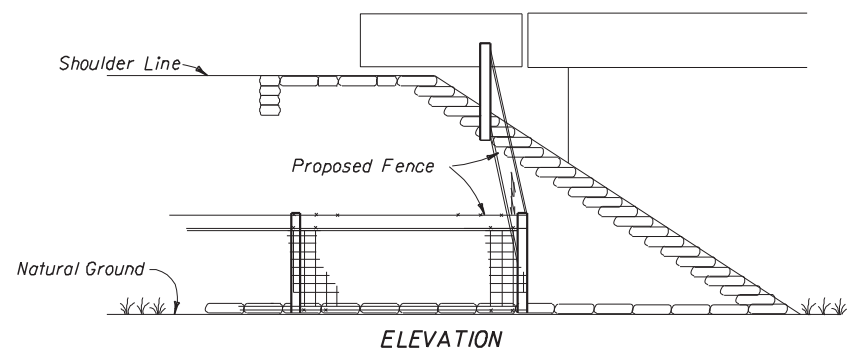 Shoulder Line
Proposed Fence
Natural Ground
ELEVATION